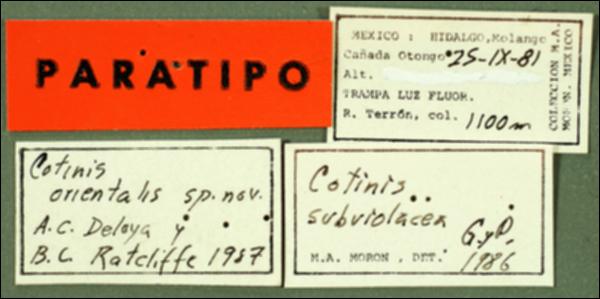 PARATIPO
MEXICO: HIDALGO, Molango
Cañada Otongo 25-IX-81
Alt.
TRAMPA LUZ FLUOR.
R. Terrón, col. 1100m
COLECCION M.A.
MORON. MEXICO
Cotinis
orientalis sp. nov.
A.C. Deloya y
B.C. Ratcliffe 1987
Cotinis
subviolacea
G. y P.
M.A. MORON, DET. 1986